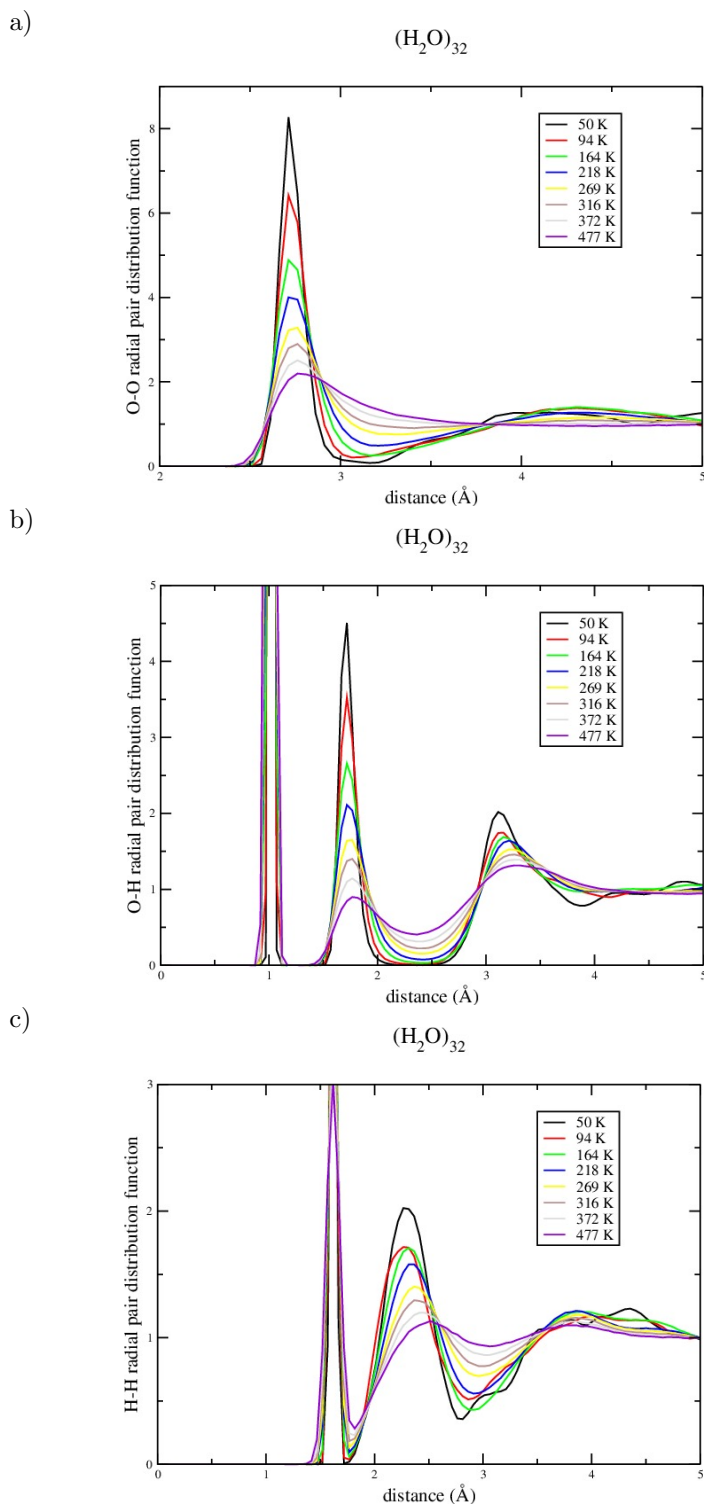 a)
(H₂O)₃₂
O-O radial pair distribution function
8
6
4
2
0
2
3
4
5
distance (Å)
50 K
94 K
164 K
218 K
269 K
316 K
372 K
477 K
b)
(H₂O)₃₂
O-H radial pair distribution function
5
4
3
2
1
0
0
1
2
3
4
5
distance (Å)
50 K
94 K
164 K
218 K
269 K
316 K
372 K
477 K
c)
(H₂O)₃₂
H-H radial pair distribution function
3
2
1
0
0
1
2
3
4
5
distance (Å)
50 K
94 K
164 K
218 K
269 K
316 K
372 K
477 K